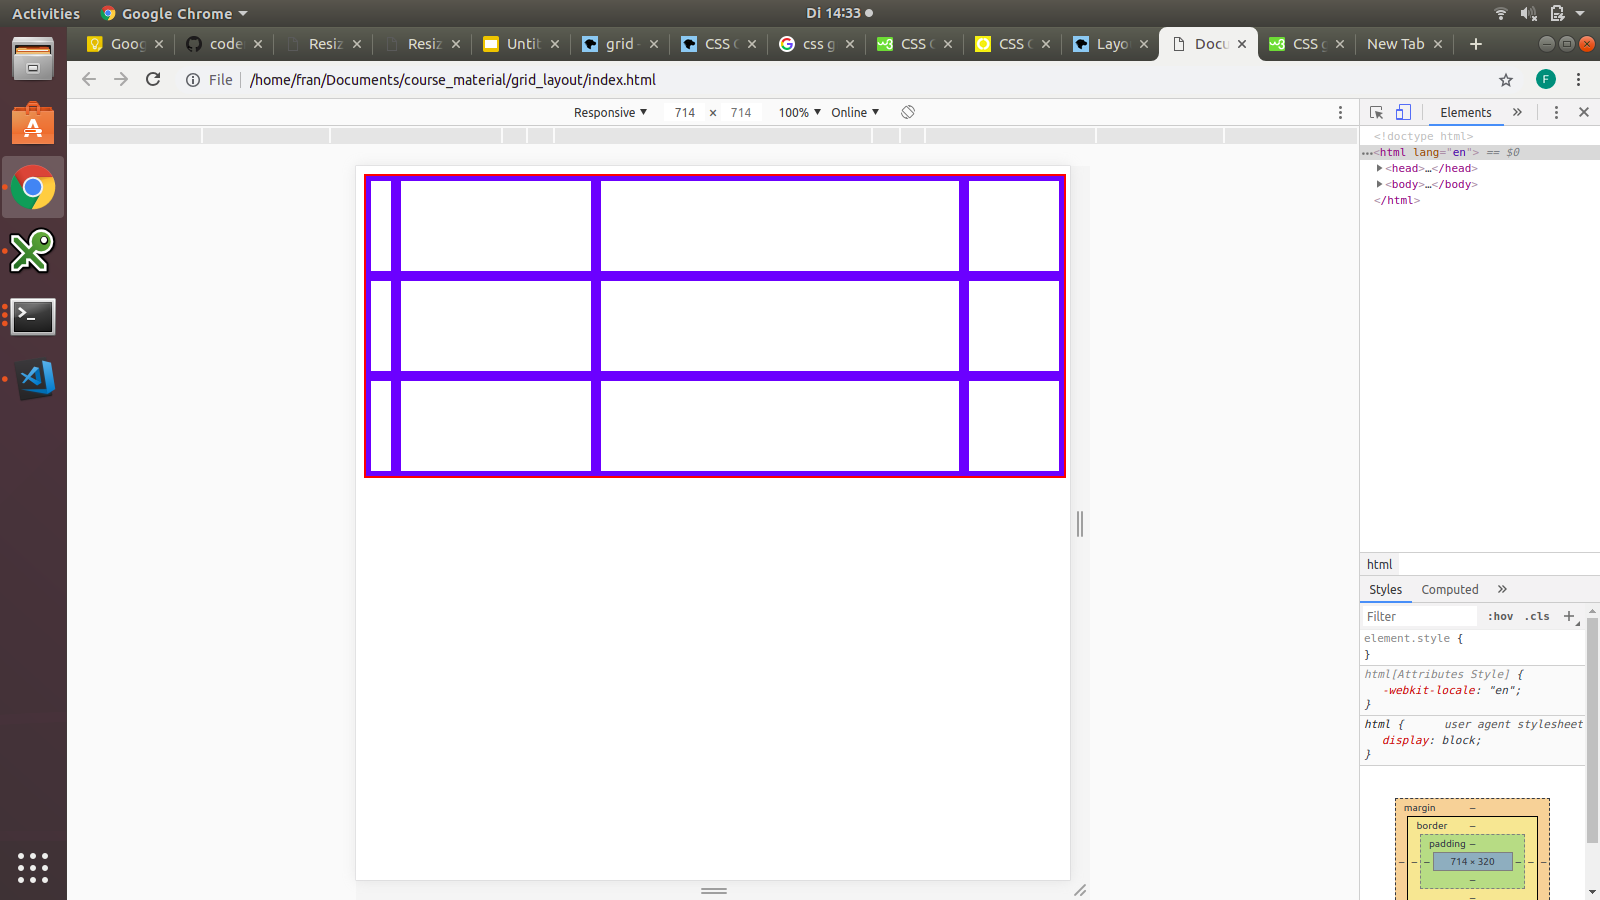 Activities Google Chrome Di 14:33
Goog code Resiz Resiz Untit grid - CSS G css g CSS G CSS G Layo Docu CSS g New Tab
File /home/fran/Documents/course_material/grid_layout/index.html F
Responsive 714 × 714 100% Online
Elements »
<!doctype html>
…<html lang="en"> == $0
<head>…</head>
<body>…</body>
</html>
html
Styles Computed »
Filter :hov .cls +
element.style {
}
html[Attributes Style] {
-webkit-locale: "en";
}
html { user agent stylesheet
display: block;
}
margin –
border –
padding –
– – – 714 × 320 – – –
–
–